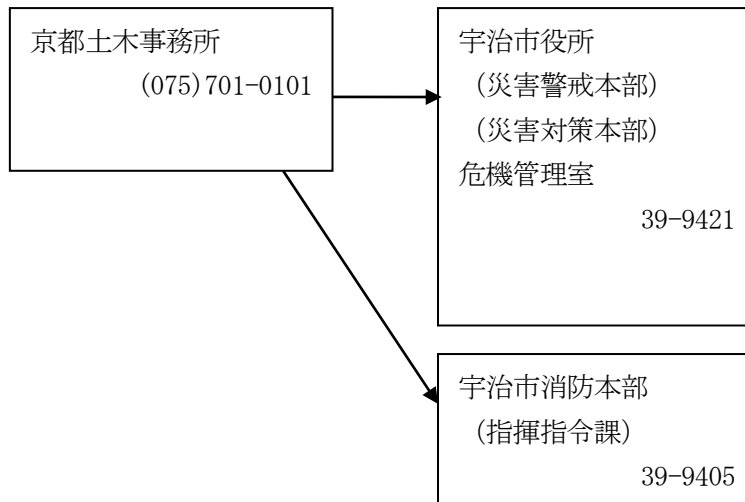 京都土木事務所
(075)701-0101
宇治市役所
（災害警戒本部）
（災害対策本部）
危機管理室
39-9421
宇治市消防本部
（指揮指令課）
39-9405